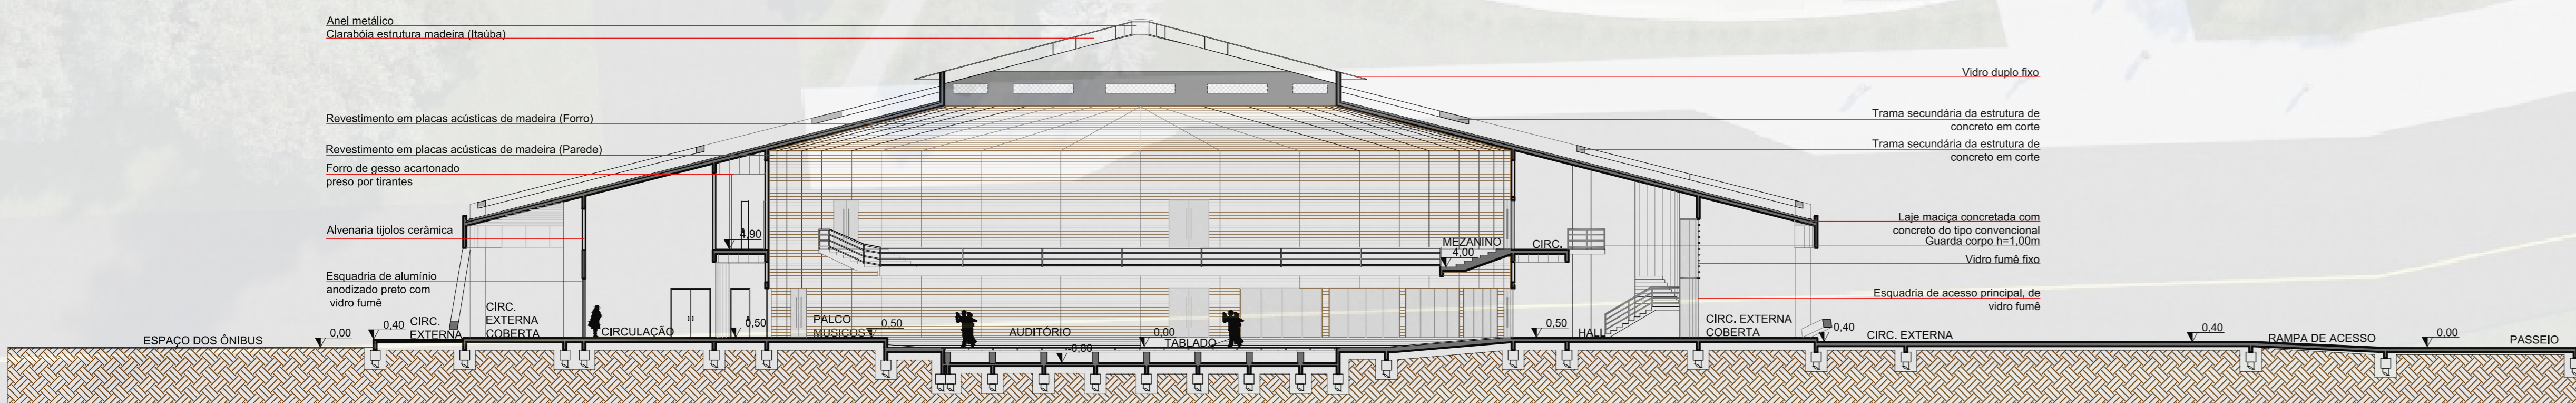 Anel metálico
Clarabóia estrutura madeira (Itaúba)
Revestimento em placas acústicas de madeira (Forro)
Revestimento em placas acústicas de madeira (Parede)
Forro de gesso acartonado
preso por tirantes
Alvenaria tijolos cerâmica
Esquadria de alumínio
anodizado preto com
vidro fumê
Vidro duplo fixo
Trama secundária da estrutura de
concreto em corte
Trama secundária da estrutura de
concreto em corte
Laje maciça concretada com
concreto do tipo convencional
Guarda corpo h=1,00m
Vidro fumê fixo
Esquadria de acesso principal, de
vidro fumê
4,90
MEZANINO
4,00
CIRC.
ESPAÇO DOS ÔNIBUS
0,00
0,40
CIRC.
EXTERNA
CIRC.
EXTERNA
COBERTA
CIRCULAÇÃO
0,50
PALCO
MUSICOS
0,50
AUDITÓRIO
-0,80
0,00
TABLADO
0,50
HALL
CIRC. EXTERNA
COBERTA
0,40
CIRC. EXTERNA
0,40
RAMPA DE ACESSO
0,00
PASSEIO